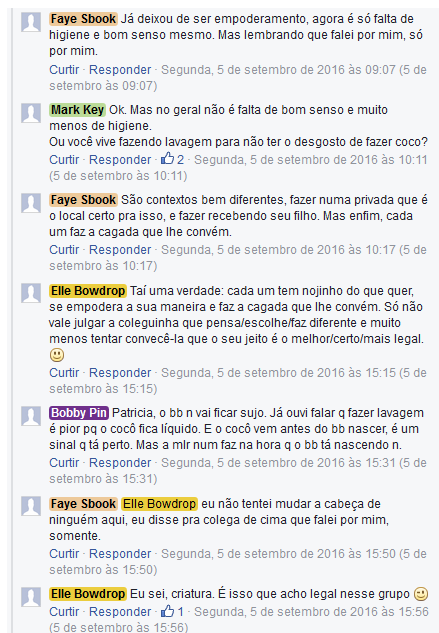 Faye Sbook Já deixou de ser empoderamento, agora é só falta de
higiene e bom senso mesmo. Mas lembrando que falei por mim, só
por mim.
Curtir · Responder · Segunda, 5 de setembro de 2016 às 09:07 (5 de
setembro às 09:07)
Mark Key Ok. Mas no geral não é falta de bom senso e muito
menos de higiene.
Ou você vive fazendo lavagem para não ter o desgosto de fazer coco?
Curtir · Responder · 2 · Segunda, 5 de setembro de 2016 às 10:11
(5 de setembro às 10:11)
Faye Sbook São contextos bem diferentes, fazer numa privada que é
o local certo pra isso, e fazer recebendo seu filho. Mas enfim, cada
um faz a cagada que lhe convém.
Curtir · Responder · Segunda, 5 de setembro de 2016 às 10:17 (5 de
setembro às 10:17)
Elle Bowdrop Taí uma verdade: cada um tem nojinho do que quer,
se empodera a sua maneira e faz a cagada que lhe convém. Só não
vale julgar a coleguinha que pensa/escolhe/faz diferente e muito
menos tentar convecê-la que o seu jeito é o melhor/certo/mais legal.
Curtir · Responder · Segunda, 5 de setembro de 2016 às 15:15 (5 de
setembro às 15:15)
Bobby Pin Patricia, o bb n vai ficar sujo. Já ouvi falar q fazer lavagem
é pior pq o cocô fica líquido. E o cocô vem antes do bb nascer, é um
sinal q tá perto. Mas a mlr num faz na hora q o bb tá nascendo n.
Curtir · Responder · Segunda, 5 de setembro de 2016 às 15:31 (5 de
setembro às 15:31)
Faye Sbook Elle Bowdrop eu não tentei mudar a cabeça de
ninguém aqui, eu disse pra colega de cima que falei por mim,
somente.
Curtir · Responder · Segunda, 5 de setembro de 2016 às 15:50 (5 de
setembro às 15:50)
Elle Bowdrop Eu sei, criatura. É isso que acho legal nesse grupo
Curtir · Responder · 1 · Segunda, 5 de setembro de 2016 às 15:56
(5 de setembro às 15:56)